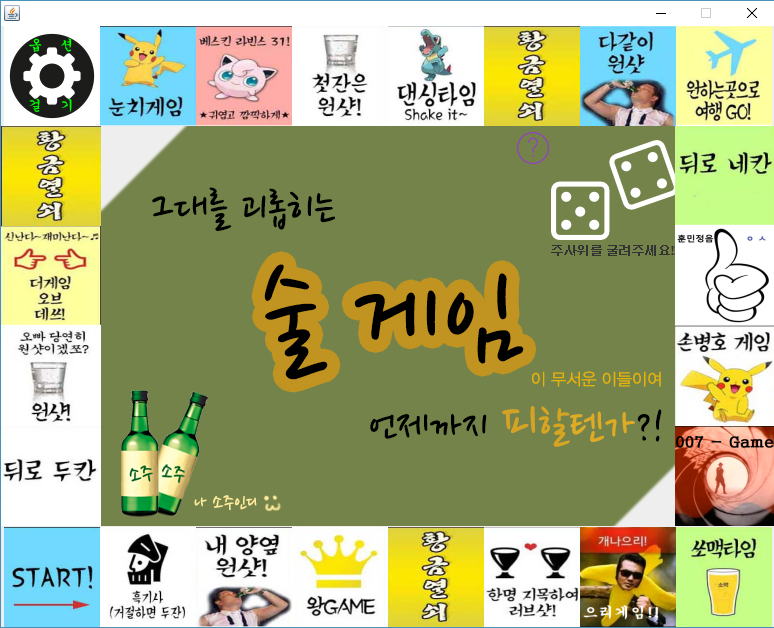 옵 션
걸 기
눈치게임
베스킨 라빈스 31!
★귀엽고 깜찍하게★
첫잔은
원샷!
댄싱타임
Shake it~
황
금
열
쇠
다같이
원샷
원하는곳으로
여행 GO!
황
금
열
쇠
신난다~재미난다~♬
더게임
오브
데쓰!
오빠 당연히
원샷이겠쪼?
원샷!
뒤로 두칸
?
그대를 괴롭히는
술 게임
주사위를 굴려주세요!
이 무서운 이들이여
언제까지 피할텐가?!
소주
소주
나 소주인디
뒤로 네칸
훈민정음 ㅇ ㅅ
손병호 게임
007 - Game
START!
흑기사
(거절하면 두잔)
내 양옆
원샷!
왕GAME
황
금
열
쇠
한명 지목하여
러브샷!
개나으리!
으리게임!!
쏘맥타임
소맥